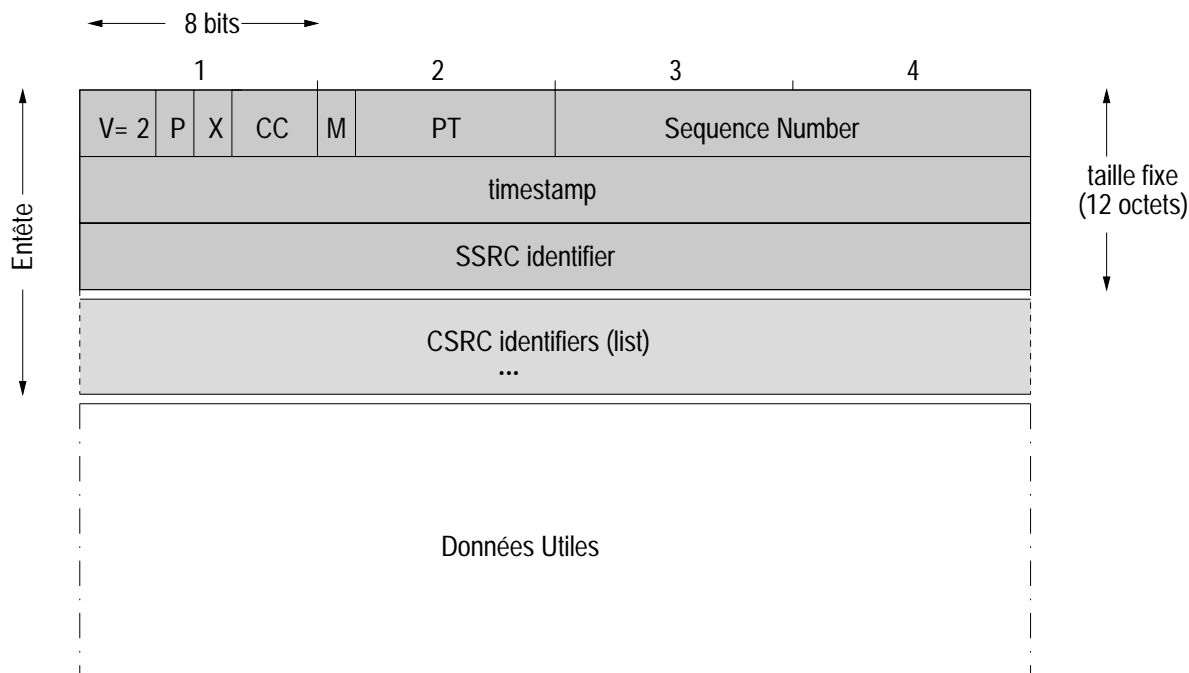 8 bits
1 2 3 4
V= 2 P X CC M PT Sequence Number
timestamp
SSRC identifier
CSRC identifiers (list)
...
Données Utiles
Entête
taille fixe
(12 octets)